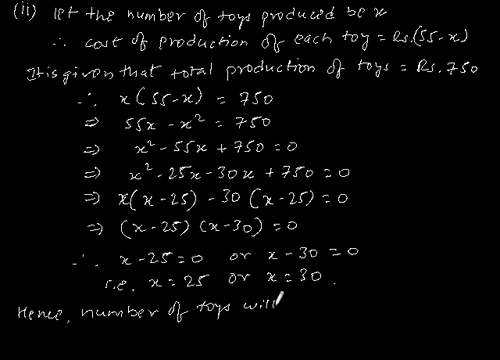 (ii) Let the number of toys produced be x
∴ cost of production of each toy = Rs.(55-x)
It is given that total production of toys = Rs.750
∴ x(55-x) = 750
⇒ 55x - x² = 750
⇒ x² - 55x + 750 = 0
⇒ x² - 25x - 30x + 750 = 0
⇒ x(x-25) - 30(x-25) = 0
⇒ (x-25)(x-30) = 0
∴ x-25=0 or x-30=0
i.e. x=25 or x=30.
Hence, number of toys will